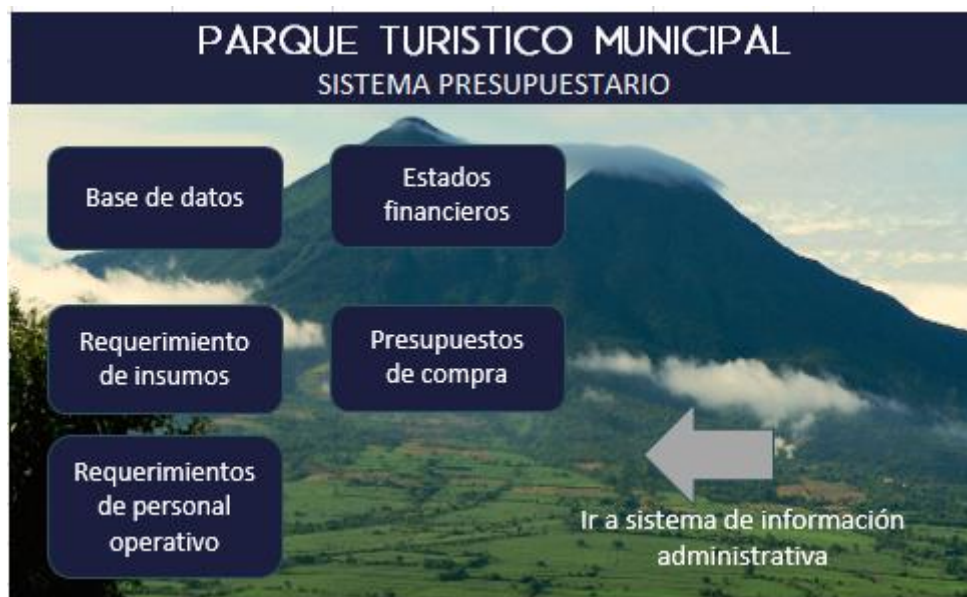 PARQUE TURISTICO MUNICIPAL
SISTEMA PRESUPUESTARIO
Base de datos
Estados
financieros
Requerimiento
de insumos
Presupuestos
de compra
Requerimientos
de personal
operativo
Ir a sistema de información
administrativa